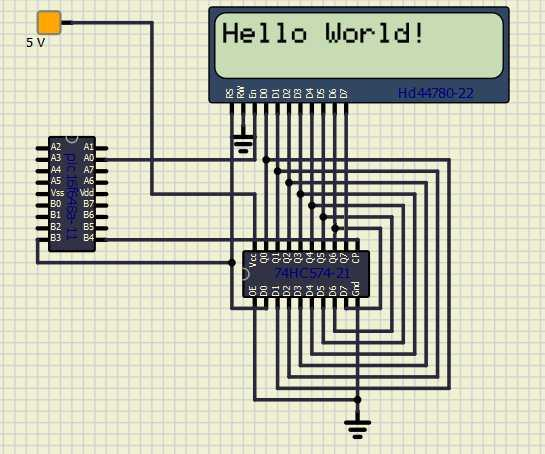 Hello World!
5 V
RS RW En D0 D1 D2 D3 D4 D5 D6 D7
Hd44780-22
A2 A1
A3 A0
A4 A7
A5 A6
Vss Vdd
B0 B7
B1 B6
B2 B5
B3 B4
Vcc Q0 Q1 Q2 Q3 Q4 Q5 Q6 Q7 CP
74HC574-21
OE D0 D1 D2 D3 D4 D5 D6 D7 Gnd